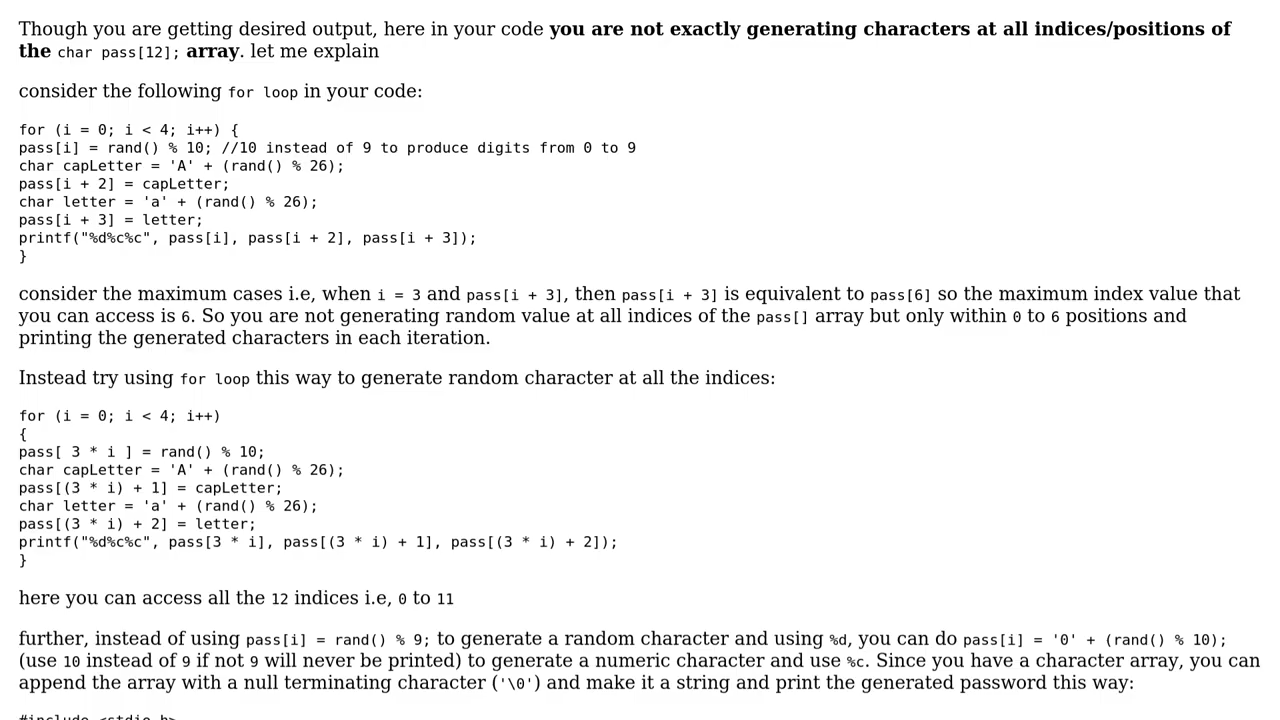 Though you are getting desired output, here in your code you are not exactly generating characters at all indices/positions of
the char pass[12]; array. let me explain
consider the following for loop in your code:
for (i = 0; i < 4; i++) {
pass[i] = rand() % 10; //10 instead of 9 to produce digits from 0 to 9
char capLetter = 'A' + (rand() % 26);
pass[i + 2] = capLetter;
char letter = 'a' + (rand() % 26);
pass[i + 3] = letter;
printf("%d%c%c", pass[i], pass[i + 2], pass[i + 3]);
}
consider the maximum cases i.e, when i = 3 and pass[i + 3], then pass[i + 3] is equivalent to pass[6] so the maximum index value that
you can access is 6. So you are not generating random value at all indices of the pass[] array but only within 0 to 6 positions and
printing the generated characters in each iteration.
Instead try using for loop this way to generate random character at all the indices:
for (i = 0; i < 4; i++)
{
pass[ 3 * i ] = rand() % 10;
char capLetter = 'A' + (rand() % 26);
pass[(3 * i) + 1] = capLetter;
char letter = 'a' + (rand() % 26);
pass[(3 * i) + 2] = letter;
printf("%d%c%c", pass[3 * i], pass[(3 * i) + 1], pass[(3 * i) + 2]);
}
here you can access all the 12 indices i.e, 0 to 11
further, instead of using pass[i] = rand() % 9; to generate a random character and using %d, you can do pass[i] = '0' + (rand() % 10);
(use 10 instead of 9 if not 9 will never be printed) to generate a numeric character and use %c. Since you have a character array, you can
append the array with a null terminating character ('\0') and make it a string and print the generated password this way:
#include <stdio.h>